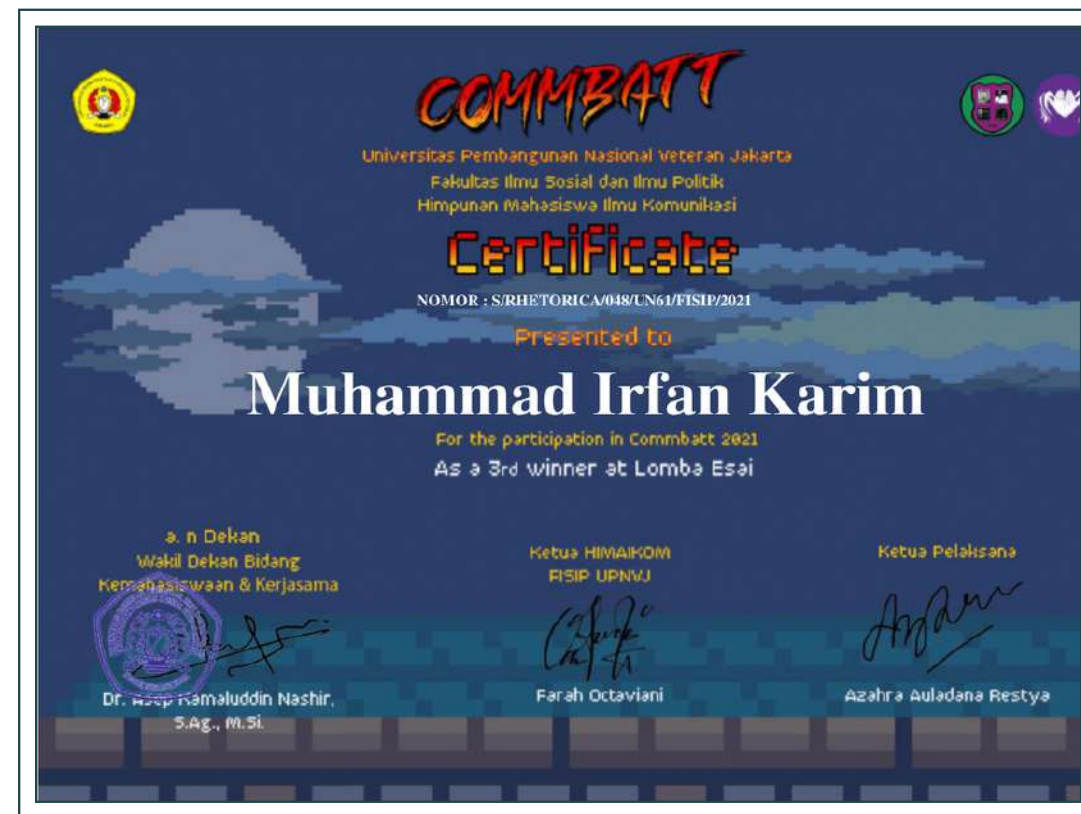 COMMBATT
Universitas Pembangunan Nasional Veteran Jakarta
Fakultas Ilmu Sosial dan Ilmu Politik
Himpunan Mahasiswa Ilmu Komunikasi
Certificate
NOMOR : S/RHETORICA/048/UN61/FISIP/2021
Presented to
Muhammad Irfan Karim
For the participation in Commbatt 2021
As a 3rd winner at Lomba Esai
a. n Dekan
Wakil Dekan Bidang
Kemahasiswaan & Kerjasama
Dr. Asep Kamaluddin Nashir,
S.Ag., M.Si.
Ketua HIMAIKOM
FISIP UPNVJ
Farah Octaviani
Ketua Pelaksana
Azahra Auladana Restya